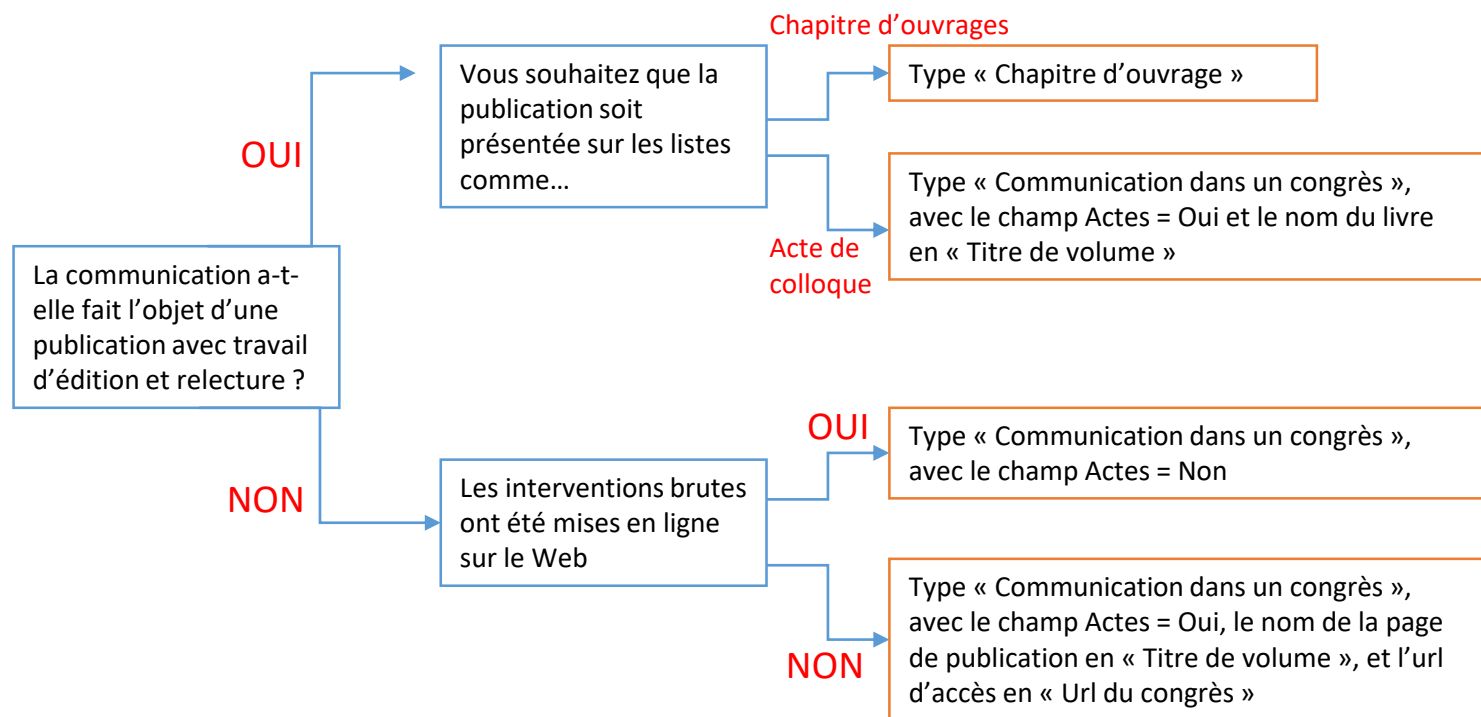 Chapitre d'ouvrages
Vous souhaitez que la
publication soit
présentée sur les listes
comme…
Type « Chapitre d'ouvrage »
OUI
Type « Communication dans un congrès »,
avec le champ Actes = Oui et le nom du livre
en « Titre de volume »
Acte de
colloque
La communication a-t-
elle fait l'objet d'une
publication avec travail
d'édition et relecture ?
OUI
Type « Communication dans un congrès »,
avec le champ Actes = Non
NON
Les interventions brutes
ont été mises en ligne
sur le Web
Type « Communication dans un congrès »,
avec le champ Actes = Oui, le nom de la page
de publication en « Titre de volume », et l'url
d'accès en « Url du congrès »
NON